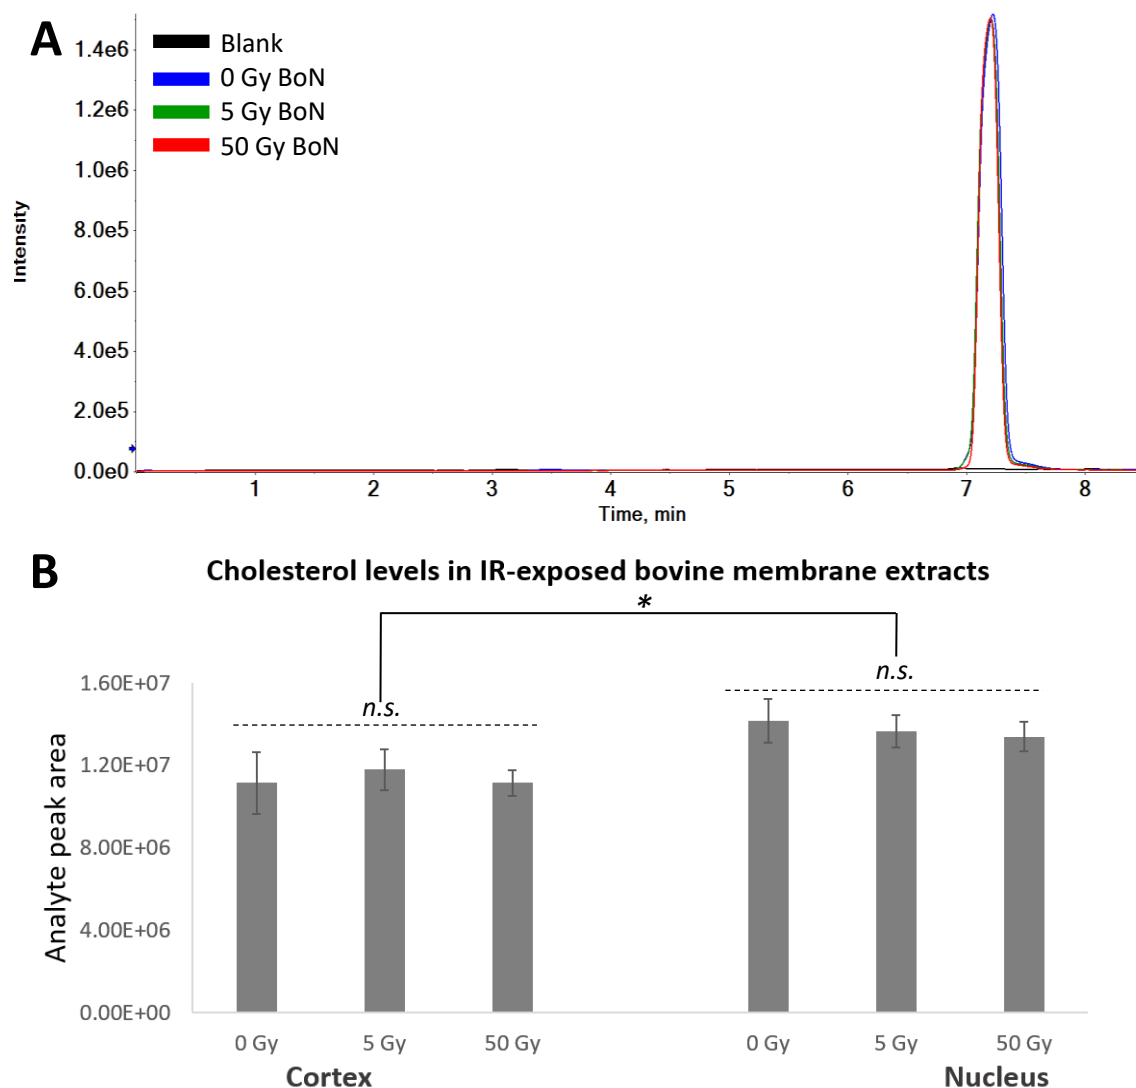 A
Blank
0 Gy BoN
5 Gy BoN
50 Gy BoN
1.4e6
1.2e6
1.0e6
8.0e5
6.0e5
4.0e5
2.0e5
0.0e0
Intensity
1 2 3 4 5 6 7 8
Time, min
B
Cholesterol levels in IR-exposed bovine membrane extracts
*
n.s.
n.s.
1.60E+07
1.20E+07
8.00E+06
4.00E+06
0.00E+00
Analyte peak area
0 Gy 5 Gy 50 Gy 0 Gy 5 Gy 50 Gy
Cortex Nucleus